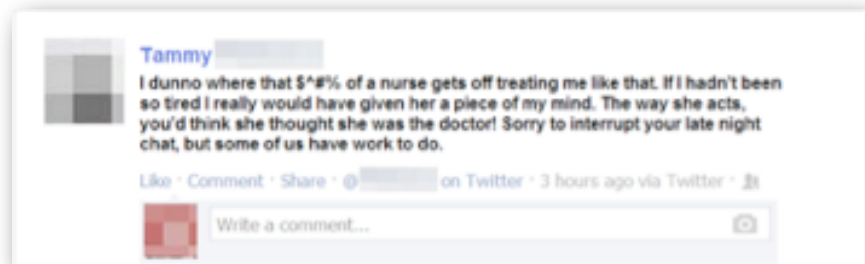 Tammy
I dunno where that $^#% of a nurse gets off treating me like that. If I hadn't been
so tired I really would have given her a piece of my mind. The way she acts,
you'd think she thought she was the doctor! Sorry to interrupt your late night
chat, but some of us have work to do.
Like · Comment · Share · @ on Twitter · 3 hours ago via Twitter ·
Write a comment...